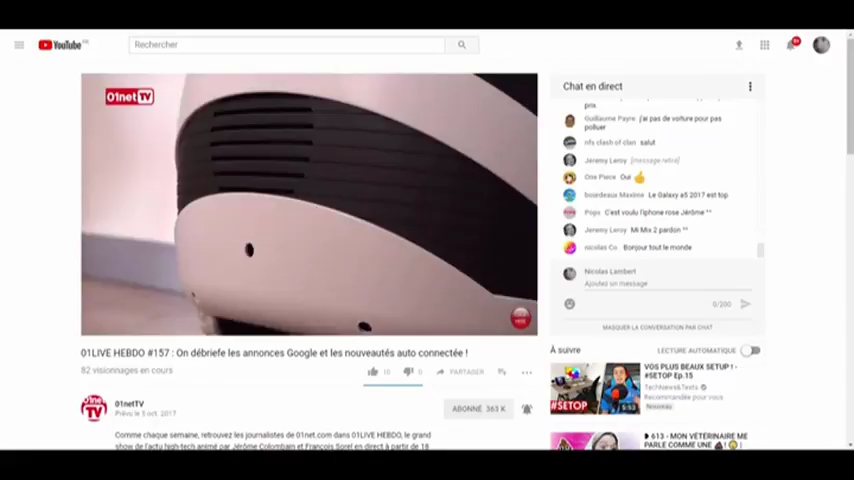 YouTube FR
Rechercher
9+
01net TV
Chat en direct
prix.
Guillaume Payre j'ai pas de voiture pour pas
polluer
nfs clash of clan salut
Jeremy Leroy [message retiré]
One Piece Oui
bourdeaux Maxime Le Galaxy a5 2017 est top
Pops C'est voulu l'iphone rose Jérôme ^^
Jeremy Leroy Mi Mix 2 pardon ^^
nicolas Co. Bonjour tout le monde
Nicolas Lambert
Ajoutez un message
0/200
MASQUER LA CONVERSATION PAR CHAT
01LIVE HEBDO #157 : On débriefe les annonces Google et les nouveautés auto connectée !
82 visionnages en cours
10
0
PARTAGER
À suivre
LECTURE AUTOMATIQUE
VOS PLUS BEAUX SETUP ! -
#SETOP Ep.15
TechNews&Tests
Recommandée pour vous
Nouveau
#SETOP
5:53
01net
TV
01netTV
Prévu le 5 oct. 2017
ABONNÉ 363 K
Comme chaque semaine, retrouvez les journalistes de 01net.com dans 01LIVE HEBDO, le grand
show de l'actu high-tech animé par Jérôme Colombain et François Sorel en direct à partir de 18
613 - MON VÉTÉRINAIRE ME
PARLE COMME UNE